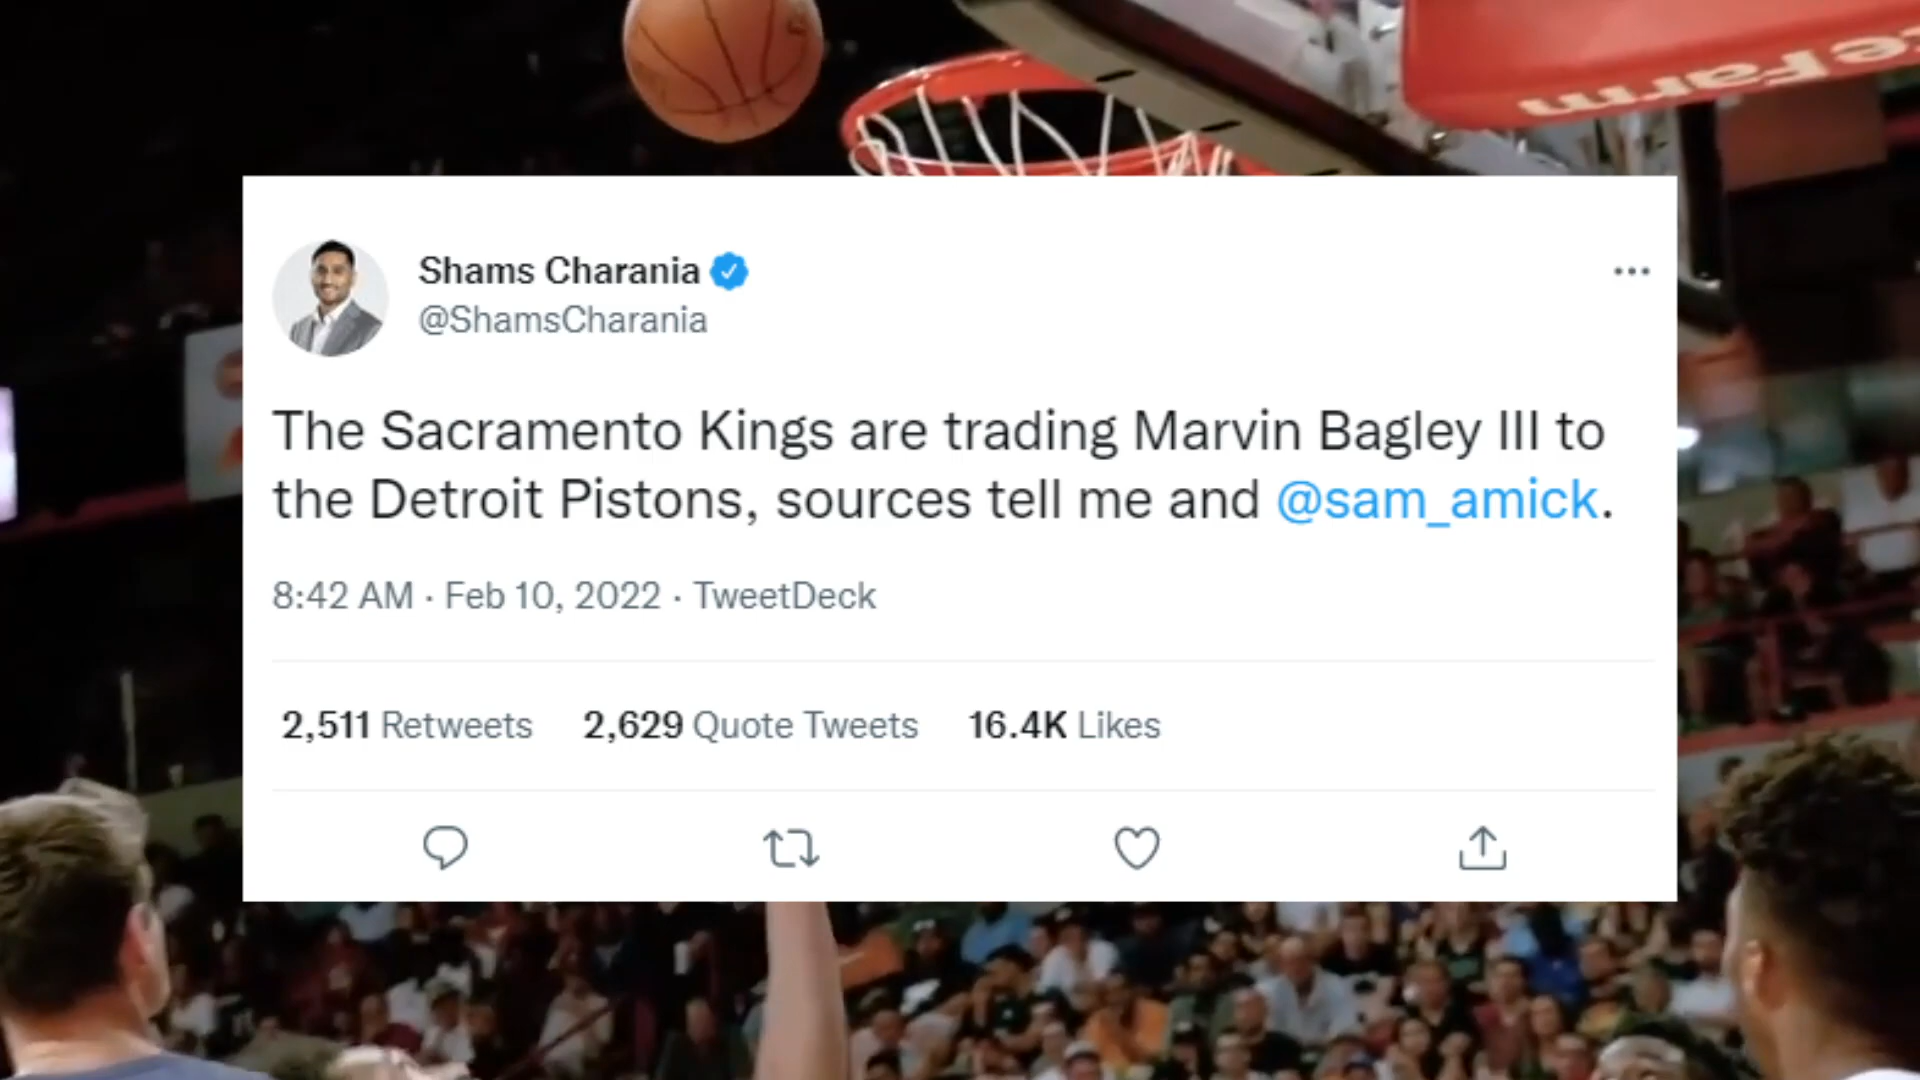 eFarm
Shams Charania
@ShamsCharania
The Sacramento Kings are trading Marvin Bagley III to
the Detroit Pistons, sources tell me and @sam_amick.
8:42 AM · Feb 10, 2022 · TweetDeck
2,511 Retweets 2,629 Quote Tweets 16.4K Likes